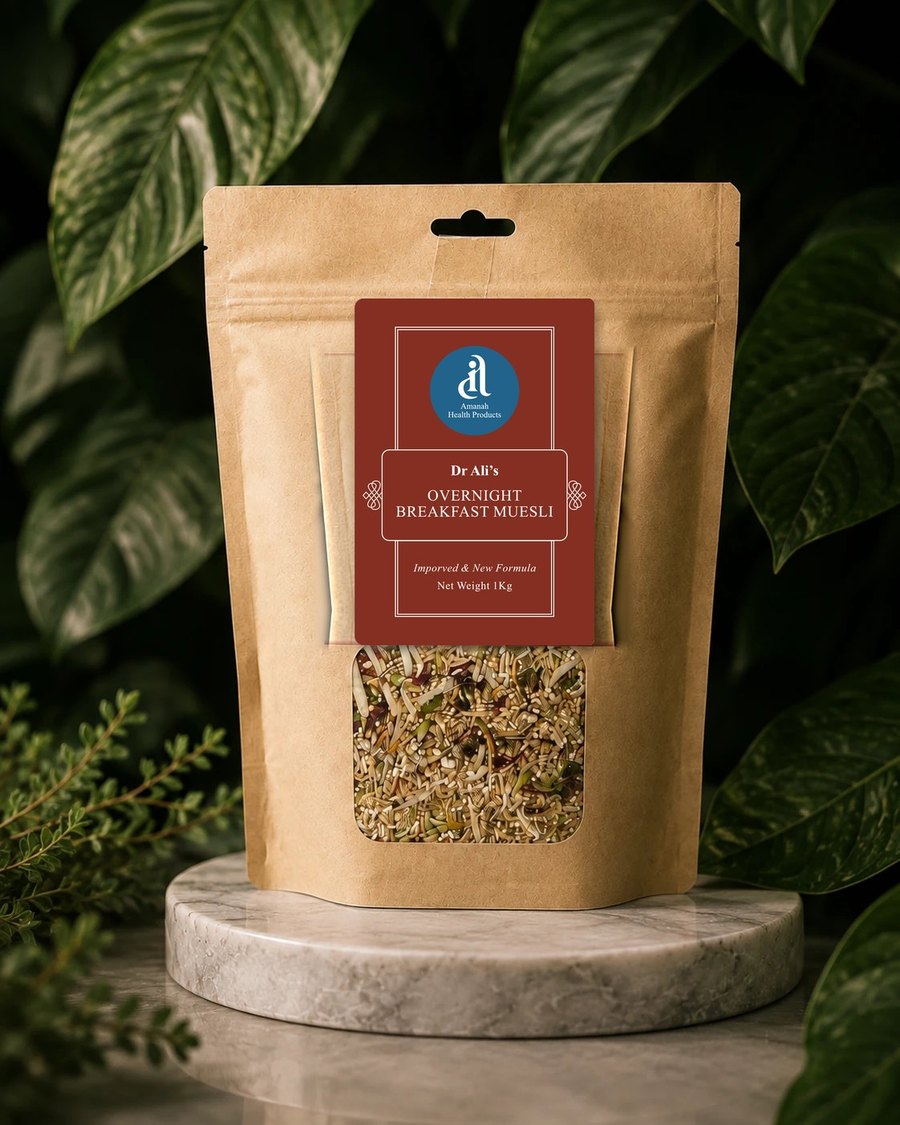 Amanah
Health Products
Dr Ali's
OVERNIGHT
BREAKFAST MUESLI
Imporved & New Formula
Net Weight 1Kg